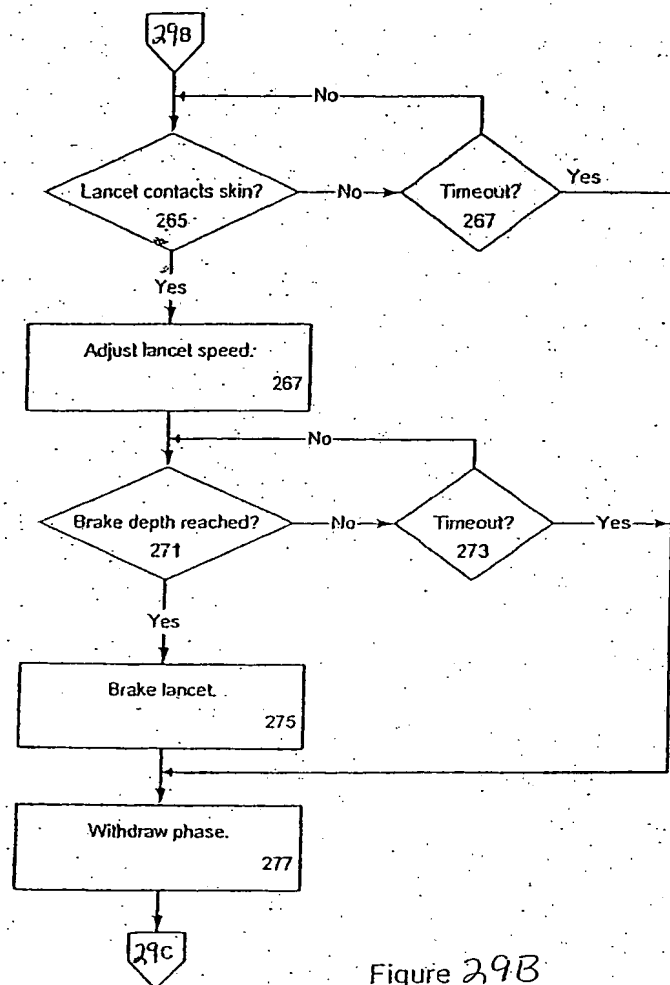 29B
No
Lancet contacts skin?
265
No
Timeout?
267
Yes
Yes
Adjust lancet speed.
267
No
Brake depth reached?
271
No
Timeout?
273
Yes
Yes
Brake lancet.
275
Withdraw phase.
277
29C
Figure 29B